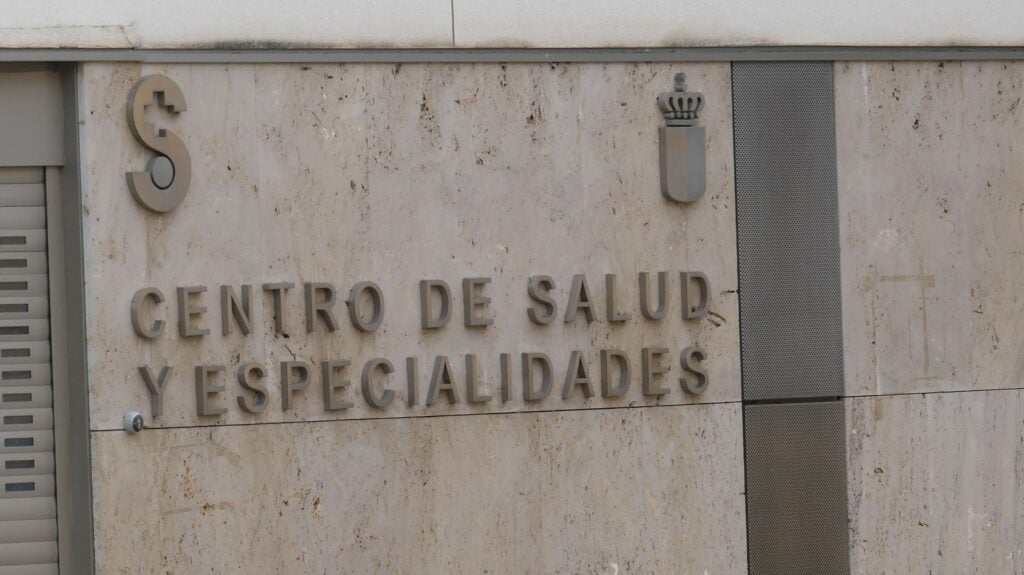 CENTRO DE SALUD
Y ESPECIALIDADES